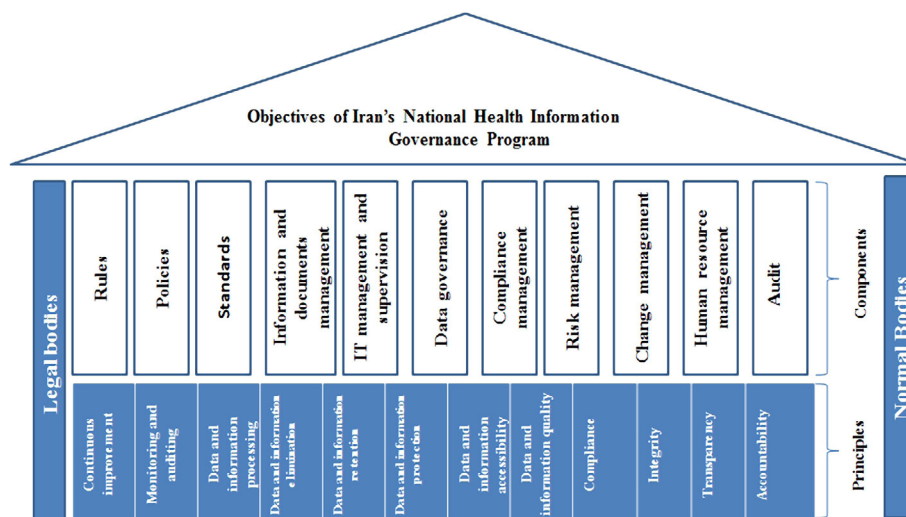 Objectives of Iran's National Health Information
Governance Program
Legal bodies
Rules
Policies
Standards
Information and
documents
management
IT management and
supervision
Data governance
Compliance
management
Risk management
Change management
Human resource
management
Audit
Components
Normal Bodies
Continuous
improvement
Monitoring and
auditing
Data and
information
processing
Data and information
elimination
Data and information
retention
Data and information
protection
Data and
information
accessibility
Data and
information quality
Compliance
Integrity
Transparency
Accountability
Principles